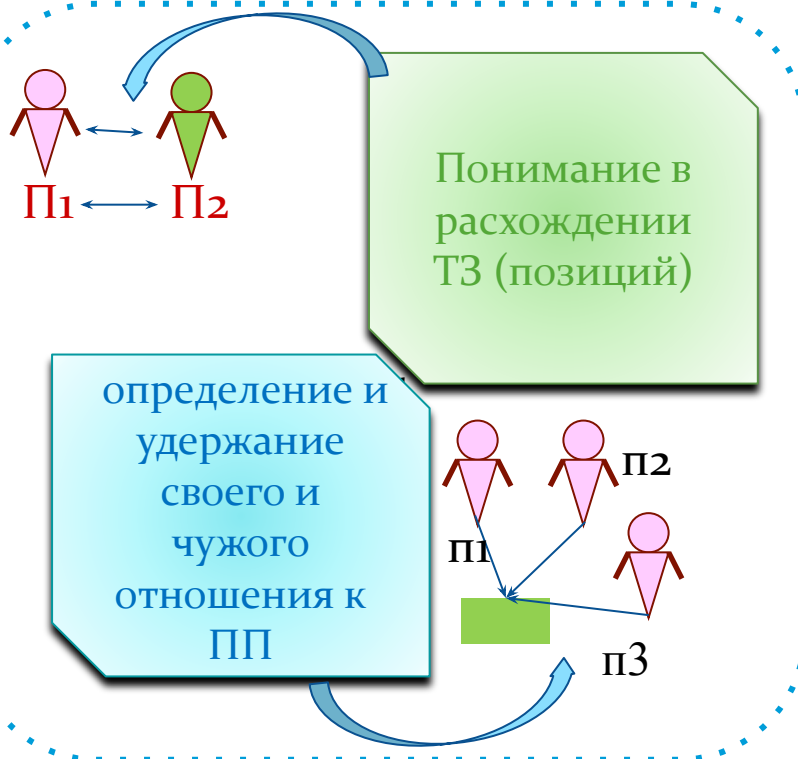 П1 П2
Понимание в
расхождении
ТЗ (позиций)
определение и
удержание
своего и
чужого
отношения к
ПП
п2
п1
п3